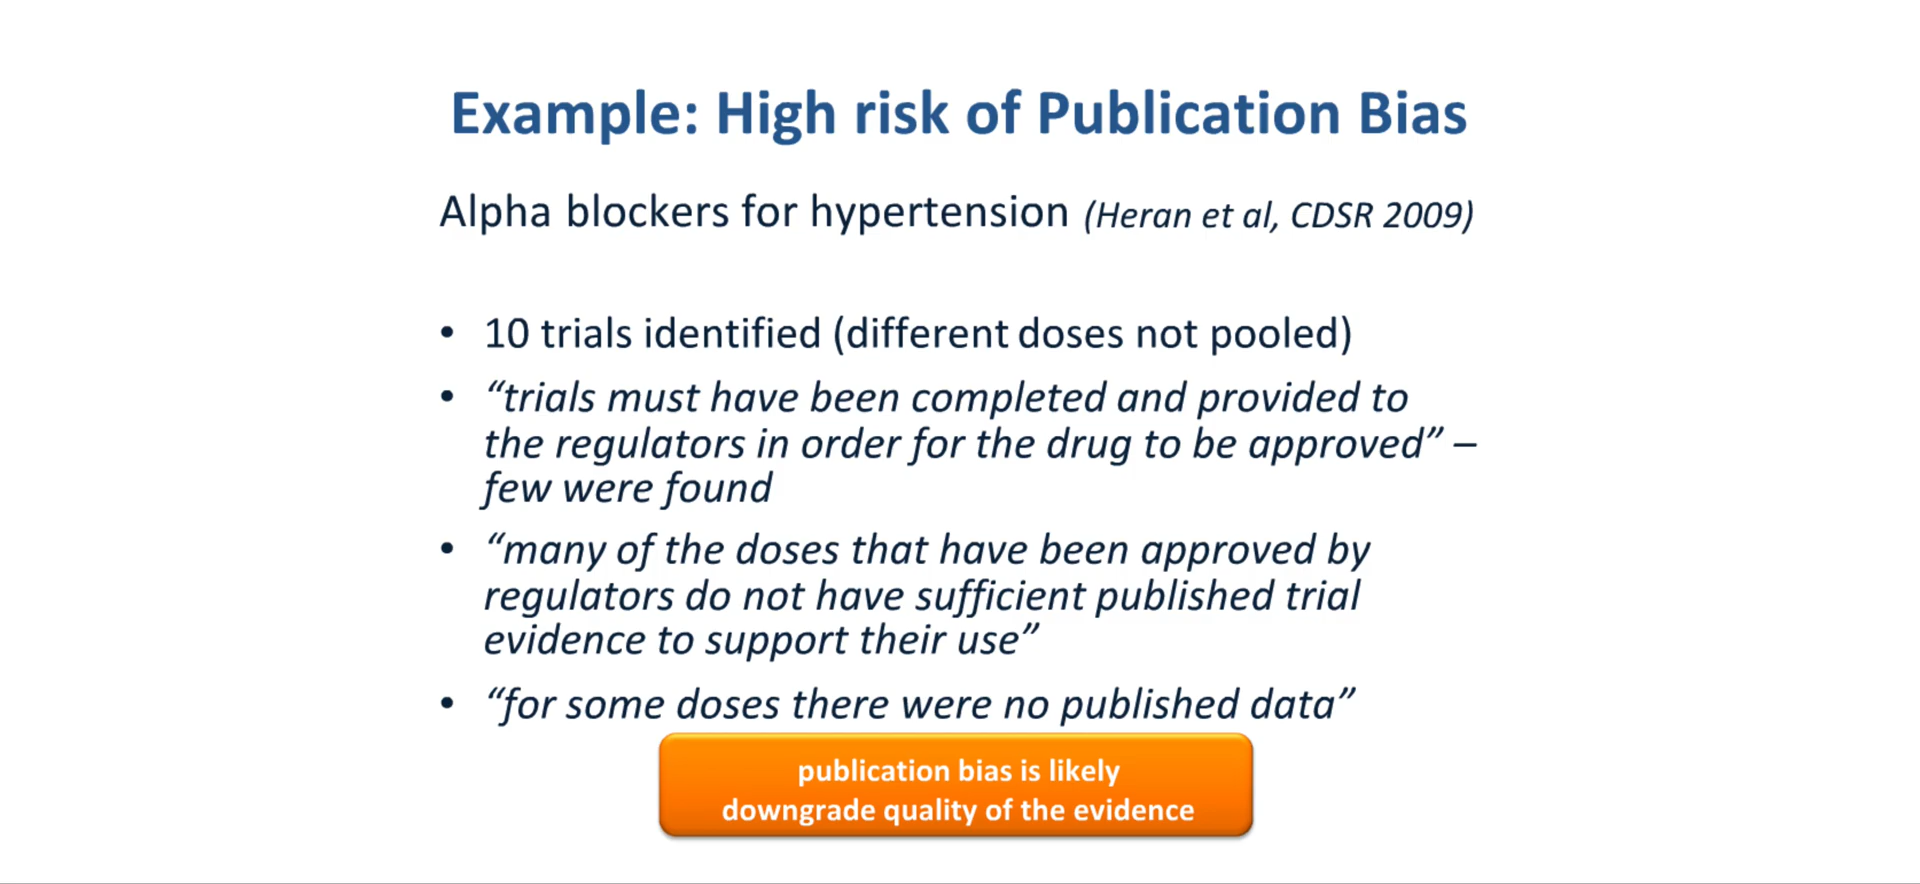 Example: High risk of Publication Bias
Alpha blockers for hypertension (Heran et al, CDSR 2009)
• 10 trials identified (different doses not pooled)
• “trials must have been completed and provided to
the regulators in order for the drug to be approved” –
few were found
• “many of the doses that have been approved by
regulators do not have sufficient published trial
evidence to support their use”
• “for some doses there were no published data”
publication bias is likely
downgrade quality of the evidence